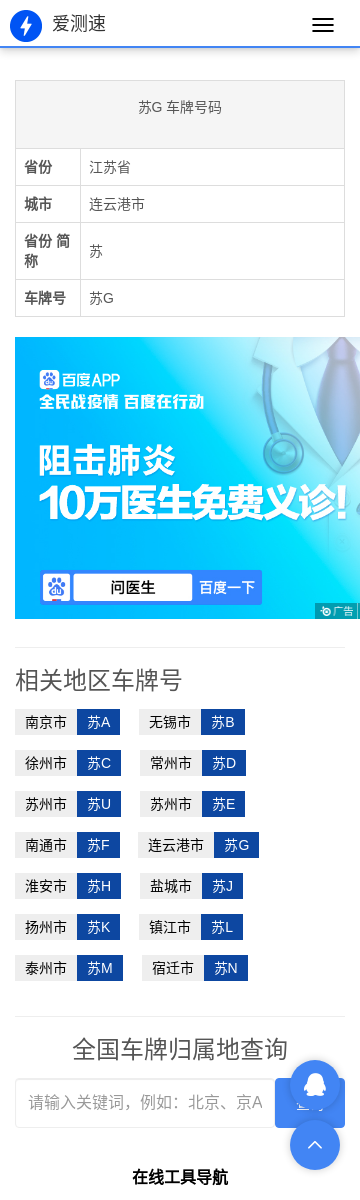 爱测速
苏G 车牌号码
省份 江苏省
城市 连云港市
省份 简
称 苏
车牌号 苏G
百度APP
全民战疫情 百度在行动
阻击肺炎
10万医生免费义诊!
问医生 百度一下
广告
相关地区车牌号
南京市 苏A 无锡市 苏B
徐州市 苏C 常州市 苏D
苏州市 苏U 苏州市 苏E
南通市 苏F 连云港市 苏G
淮安市 苏H 盐城市 苏J
扬州市 苏K 镇江市 苏L
泰州市 苏M 宿迁市 苏N
全国车牌归属地查询
请输入关键词，例如：北京、京A
在线工具导航